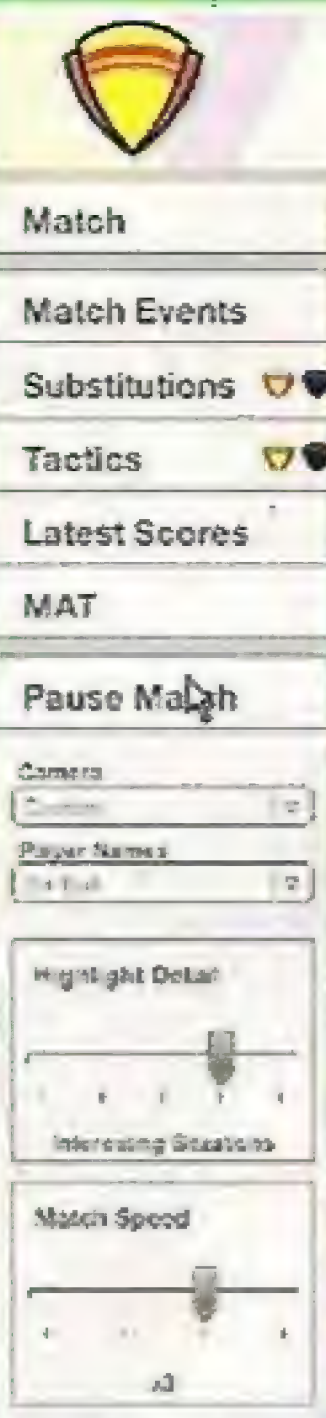 Match
Match Events
Substitutions
Tactics
Latest Scores
MAT
Pause Match
Camera
Player Names
Highlight Detail
Interesting Situations
Match Speed
x3